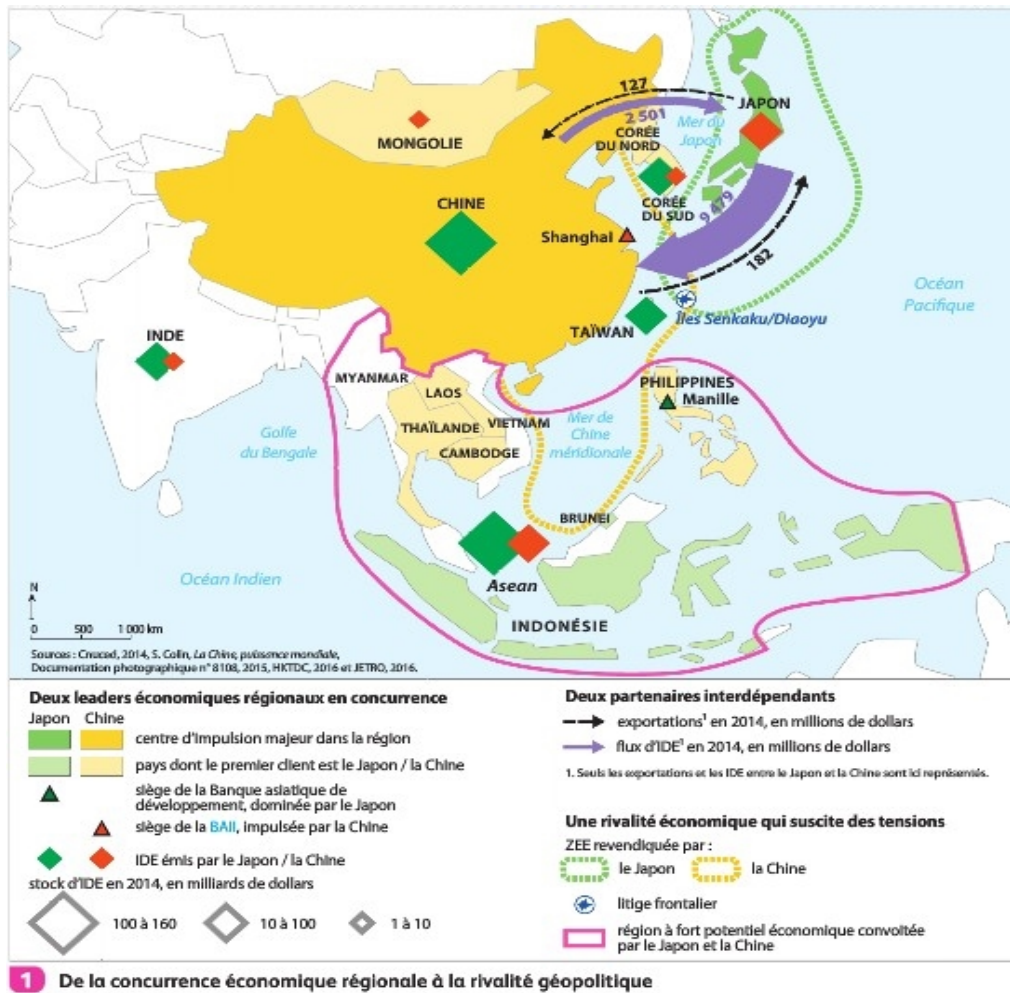 127
JAPON
2 501
MONGOLIE
CORÉE
DU NORD
Mer du
Japon
CHINE
CORÉE
DU SUD
9 479
Shanghai
182
Océan
Pacifique
Îles Senkaku/Diaoyu
TAÏWAN
INDE
MYANMAR
LAOS
PHILIPPINES
Manille
THAÏLANDE
VIETNAM
Mer de
Chine
méridionale
Golfe
du Bengale
CAMBODGE
BRUNEI
Océan Indien
Asean
INDONÉSIE
N
0 500 1 000 km
Sources : Cnuced, 2014, S. Colin, La Chine, puissance mondiale,
Documentation photographique n° 8108, 2015, HKTDC, 2016 et JETRO, 2016.
Deux leaders économiques régionaux en concurrence
Japon Chine
centre d'impulsion majeur dans la région
pays dont le premier client est le Japon / la Chine
siège de la Banque asiatique de
développement, dominée par le Japon
siège de la BAII, impulsée par la Chine
IDE émis par le Japon / la Chine
stock d'IDE en 2014, en milliards de dollars
100 à 160
10 à 100
1 à 10
Deux partenaires interdépendants
exportations¹ en 2014, en millions de dollars
flux d'IDE¹ en 2014, en millions de dollars
1. Seuls les exportations et les IDE entre le Japon et la Chine sont ici représentés.
Une rivalité économique qui suscite des tensions
ZEE revendiquée par :
le Japon
la Chine
litige frontalier
région à fort potentiel économique convoitée
par le Japon et la Chine
1 De la concurrence économique régionale à la rivalité géopolitique